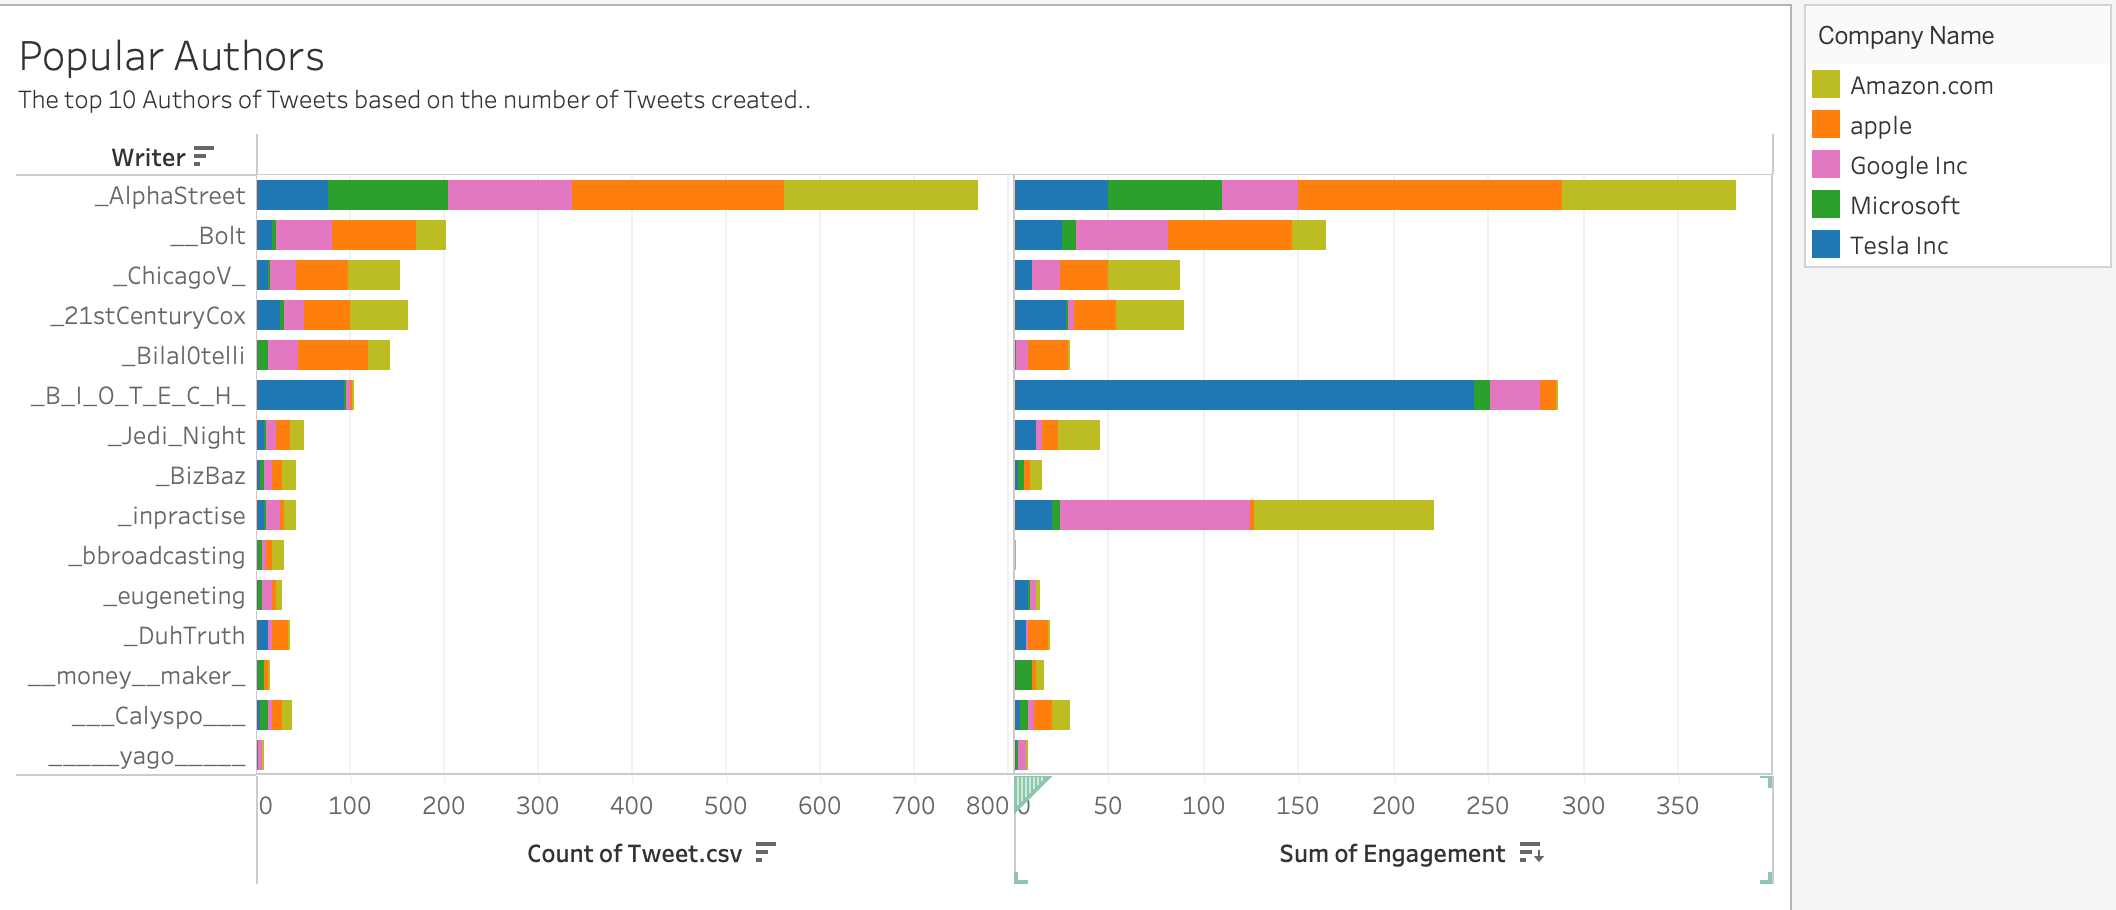 Popular Authors
The top 10 Authors of Tweets based on the number of Tweets created..
Writer
_AlphaStreet
__Bolt
_ChicagoV_
_21stCenturyCox
_Bilal0telli
_B_I_O_T_E_C_H_
_Jedi_Night
_BizBaz
_inpractise
_bbroadcasting
_eugeneting
_DuhTruth
__money__maker_
___Calyspo___
_____yago_____
0 100 200 300 400 500 600 700 800 0 50 100 150 200 250 300 350
Count of Tweet.csv Sum of Engagement
Company Name
Amazon.com
apple
Google Inc
Microsoft
Tesla Inc